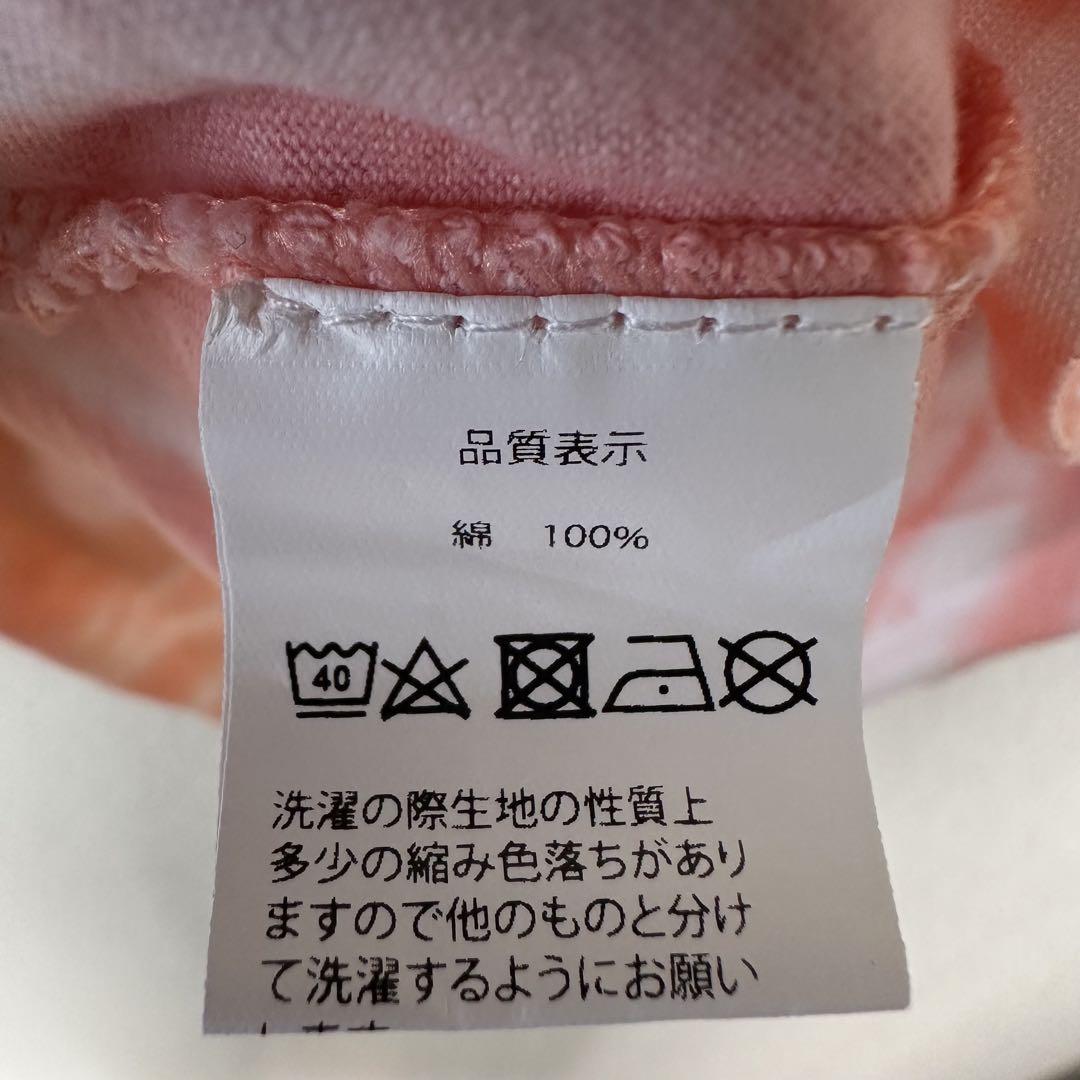 品質表示
綿 100%
40
洗濯の際生地の性質上
多少の縮み色落ちがあり
ますので他のものと分け
て洗濯するようにお願い